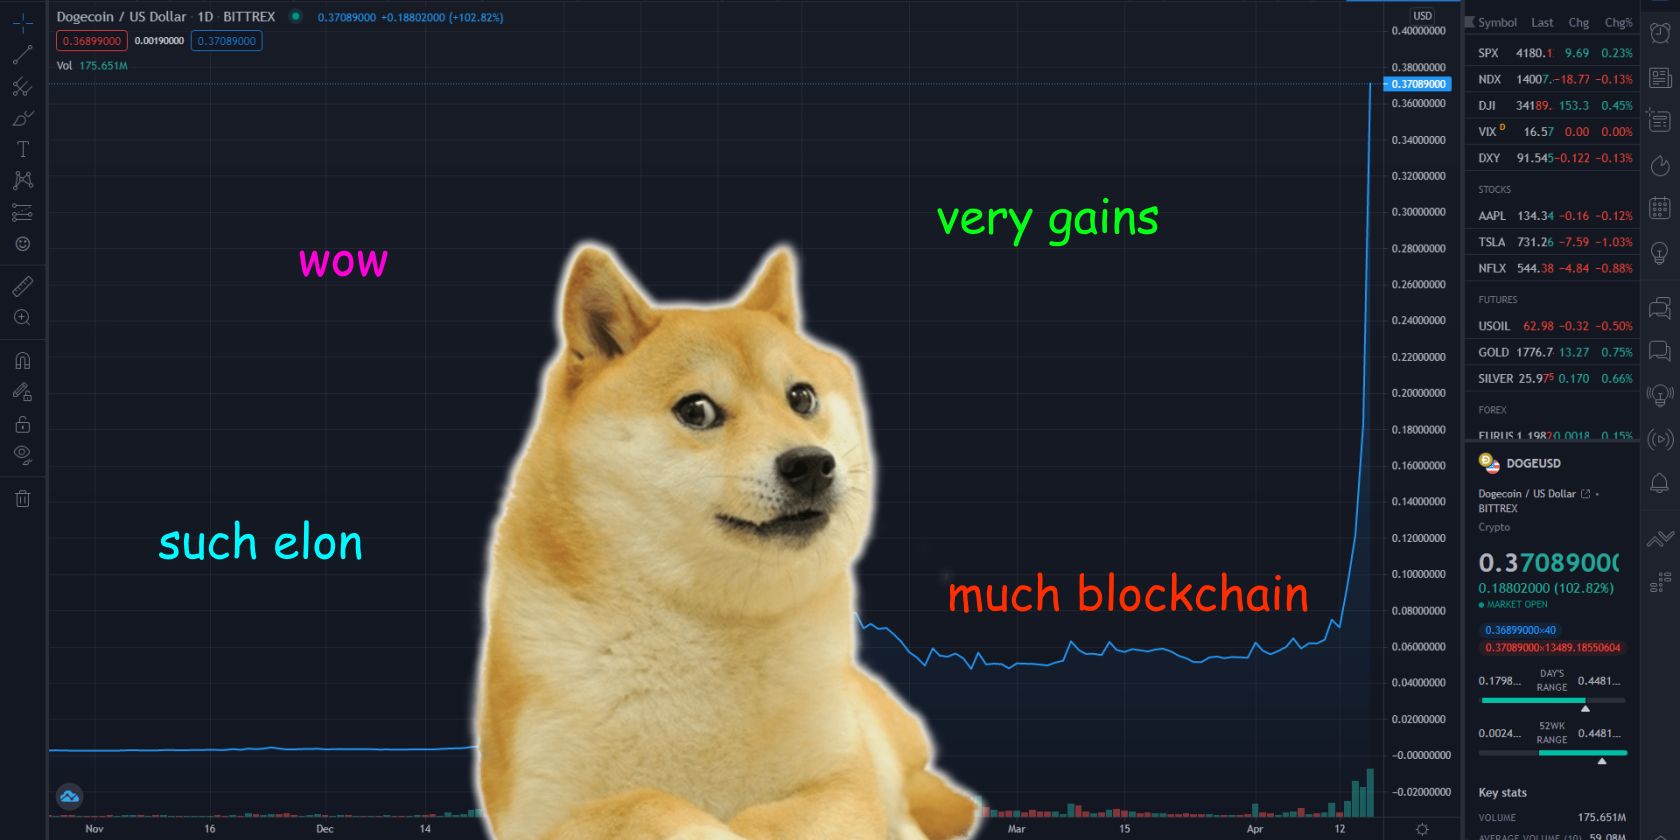 Dogecoin / US Dollar · 1D · BITTREX 0.37089000 +0.18802000 (+102.82%)
0.36899000 0.00190000 0.37089000
Vol 175.651M
wow
very gains
such elon
much blockchain
USD
0.40000000
0.38000000
0.37089000
0.36000000
0.34000000
0.32000000
0.30000000
0.28000000
0.26000000
0.24000000
0.22000000
0.20000000
0.18000000
0.16000000
0.14000000
0.12000000
0.10000000
0.08000000
0.06000000
0.04000000
0.02000000
-0.00000000
-0.02000000
Nov 16 Dec 14 Mar 15 Apr 12
Symbol Last Chg Chg%
SPX 4180.1 9.69 0.23%
NDX 14007. -18.77 -0.13%
DJI 34189. 153.3 0.45%
VIX D 16.57 0.00 0.00%
DXY 91.545 -0.122 -0.13%
STOCKS
AAPL 134.34 -0.16 -0.12%
TSLA 731.26 -7.59 -1.03%
NFLX 544.38 -4.84 -0.88%
FUTURES
USOIL 62.98 -0.32 -0.50%
GOLD 1776.7 13.27 0.75%
SILVER 25.975 0.170 0.66%
FOREX
EURUS 1.1982 0.0018 0.15%
DOGEUSD
Dogecoin / US Dollar
BITTREX
Crypto
0.37089000
0.18802000 (102.82%)
MARKET OPEN
0.36899000×40
0.37089000×13489.18550604
0.1798... DAY'S RANGE 0.4481...
0.0024... 52WK RANGE 0.4481...
Key stats
VOLUME 175.651M
AVERAGE VOLUME (10) 59.08M